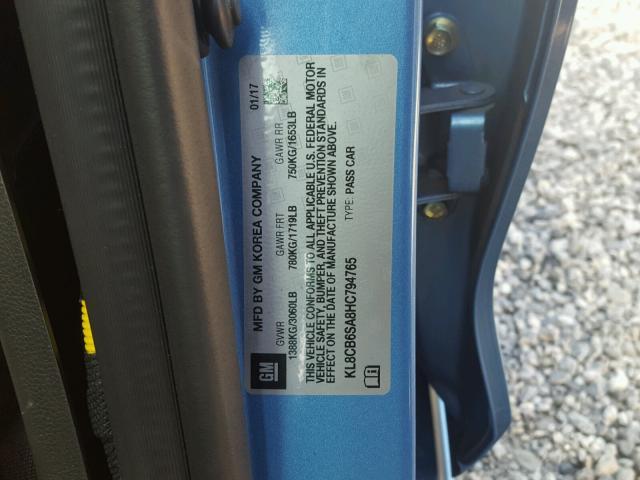 MFD BY GM KOREA COMPANY 01/17
GVWR GAWR FRT GAWR RR
1388KG/3060LB 780KG/1719LB 750KG/1653LB
THIS VEHICLE CONFORMS TO ALL APPLICABLE U.S. FEDERAL MOTOR
VEHICLE SAFETY, BUMPER, AND THEFT PREVENTION STANDARDS IN
EFFECT ON THE DATE OF MANUFACTURE SHOWN ABOVE.
TYPE: PASS CAR
KL8CB6SA8HC794765
GM